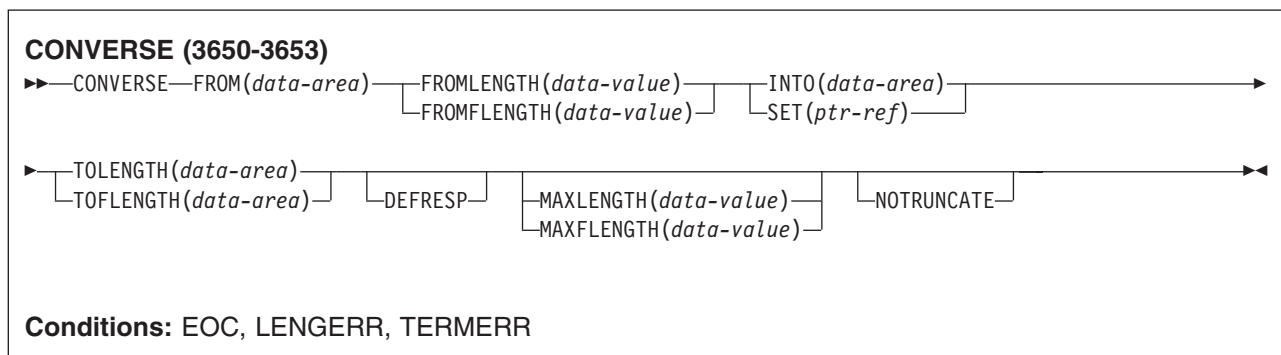 CONVERSE (3650-3653)
CONVERSE FROM(data-area) FROMLENGTH(data-value) INTO(data-area)
FROMFLENGTH(data-value) SET(ptr-ref)
TOLENGTH(data-area)
TOFLENGTH(data-area) DEFRESP MAXLENGTH(data-value) NOTRUNCATE
MAXFLENGTH(data-value)
Conditions: EOC, LENGERR, TERMERR